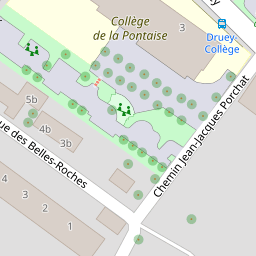 Collège
de la Pontaise
3
Druey-
Collège
5b
4b
3b
Chemin Jean-Jacques Porchat
des Belles-Roches
4
3
2
1